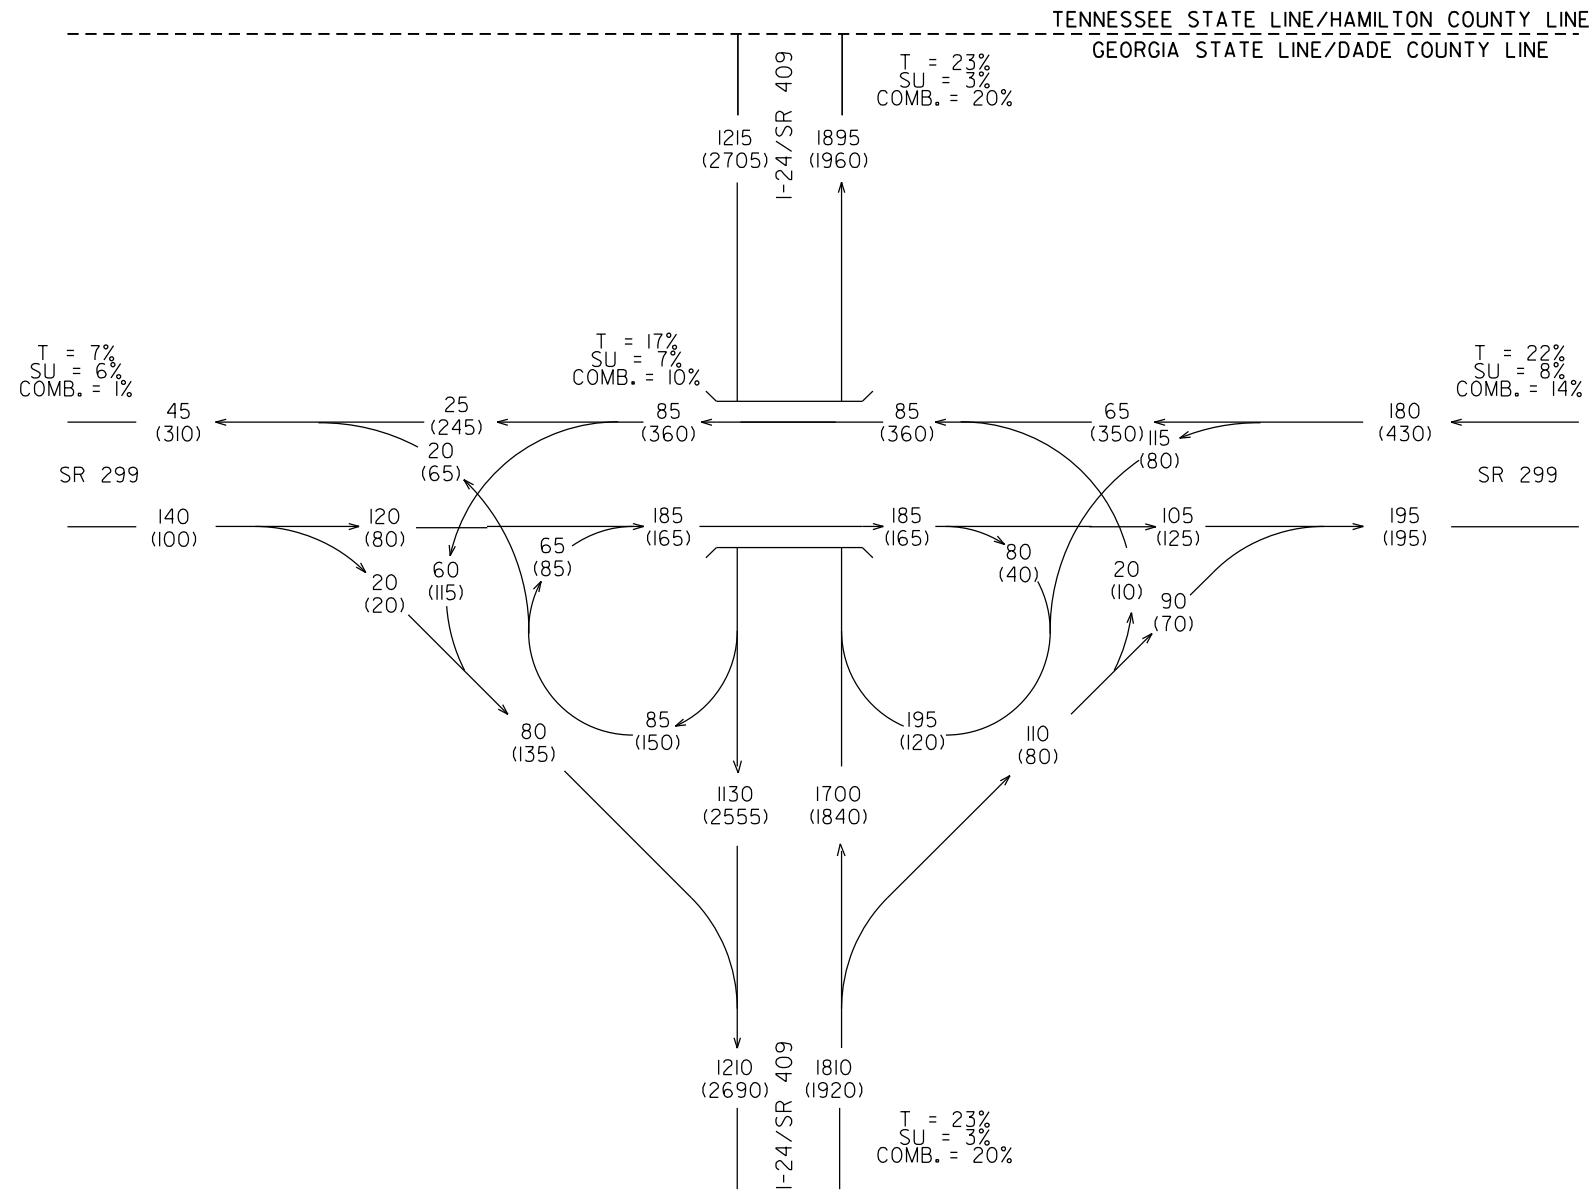 TENNESSEE STATE LINE/HAMILTON COUNTY LINE
GEORGIA STATE LINE/DADE COUNTY LINE
I-24/SR 409
T = 23%
SU = 3%
COMB. = 20%
1215
(2705)
1895
(1960)
T = 7%
SU = 6%
COMB. = 1%
T = 17%
SU = 7%
COMB. = 10%
T = 22%
SU = 8%
COMB. = 14%
45
(310)
25
(245)
85
(360)
85
(360)
65
(350)
180
(430)
20
(65)
115
(80)
SR 299
SR 299
140
(100)
120
(80)
185
(165)
185
(165)
105
(125)
195
(195)
65
(85)
80
(40)
20
(20)
60
(115)
20
(10)
90
(70)
80
(135)
85
(150)
195
(120)
110
(80)
1130
(2555)
1700
(1840)
1210
(2690)
1810
(1920)
I-24/SR 409
T = 23%
SU = 3%
COMB. = 20%